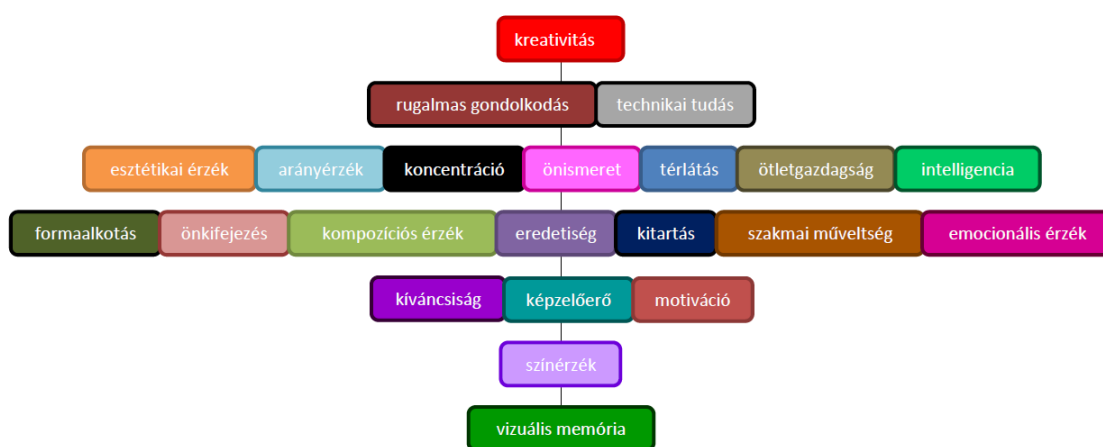 kreativitás
rugalmas gondolkodás technikai tudás
esztétikai érzék arányérzék koncentráció önismeret térlátás ötletgazdagság intelligencia
formaalkotás önkifejezés kompozíciós érzék eredetiség kitartás szakmai műveltség emocionális érzék
kíváncsiság képzelőerő motiváció
színérzék
vizuális memória